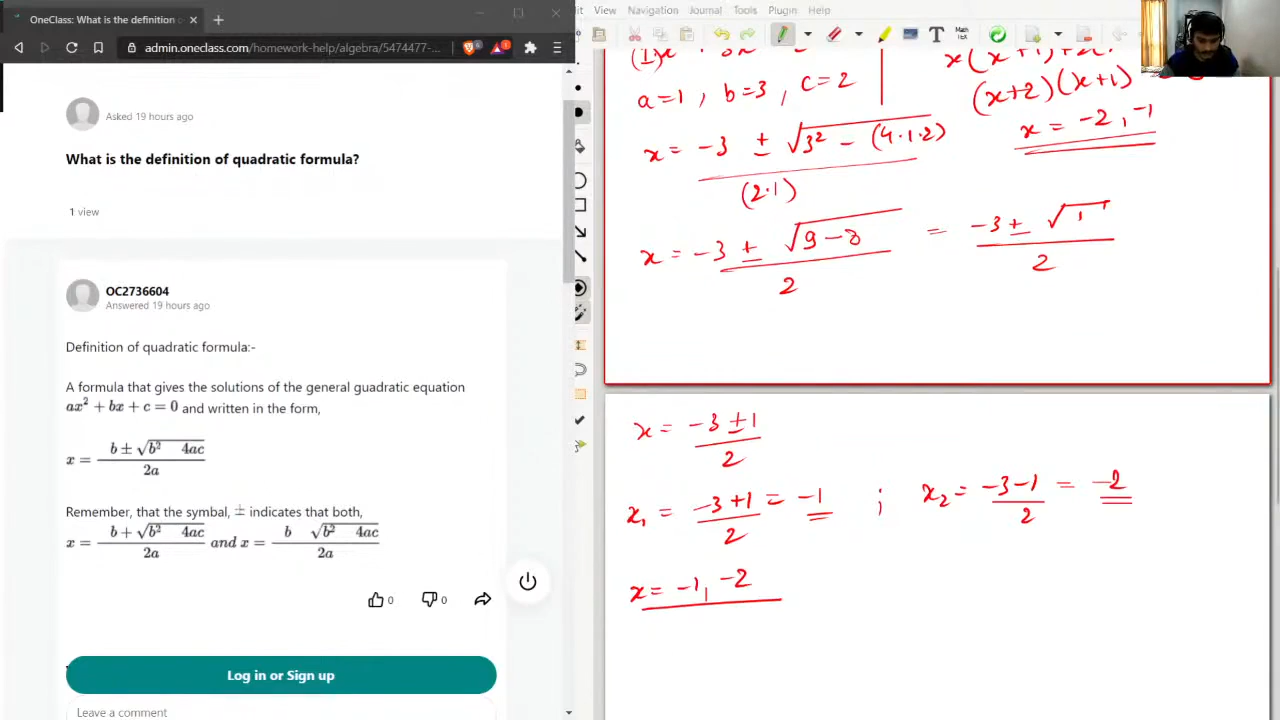 OneClass: What is the definition o
admin.oneclass.com/homework-help/algebra/5474477-...
Asked 19 hours ago
What is the definition of quadratic formula?
1 view
OC2736604
Answered 19 hours ago
Definition of quadratic formula:-
A formula that gives the solutions of the general quadratic equation
ax² + bx + c = 0 and written in the form,
x = b ± √b² 4ac / 2a
Remember, that the symbol, ± indicates that both,
x = b + √b² 4ac / 2a and x = b √b² 4ac / 2a
0 0
Log in or Sign up
Leave a comment
dit View Navigation Journal Tools Plugin Help
T MATH TEX
a=1 , b=3 , c=2
x = -3 ± √3² - (4·1·2) / (2·1)
x = -3 ± √9-8 / 2 = -3 ± √1 / 2
(x+2)(x+1)
x = -2, -1
x = -3 ± 1 / 2
x₁ = -3+1 / 2 = -1 ; x₂ = -3-1 / 2 = -2
x = -1, -2